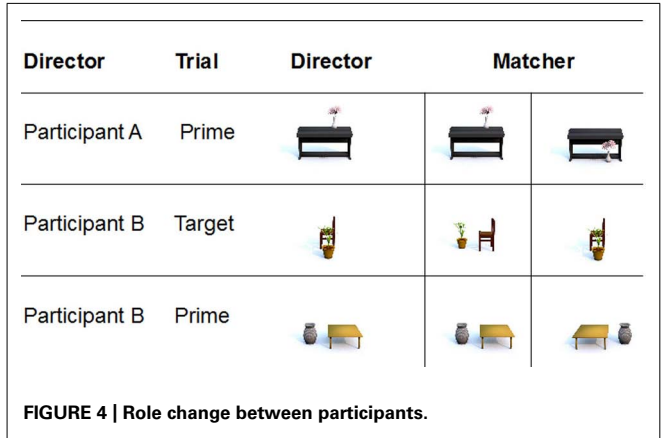 Director Trial Director Matcher
Participant A Prime
Participant B Target
Participant B Prime
FIGURE 4 | Role change between participants.